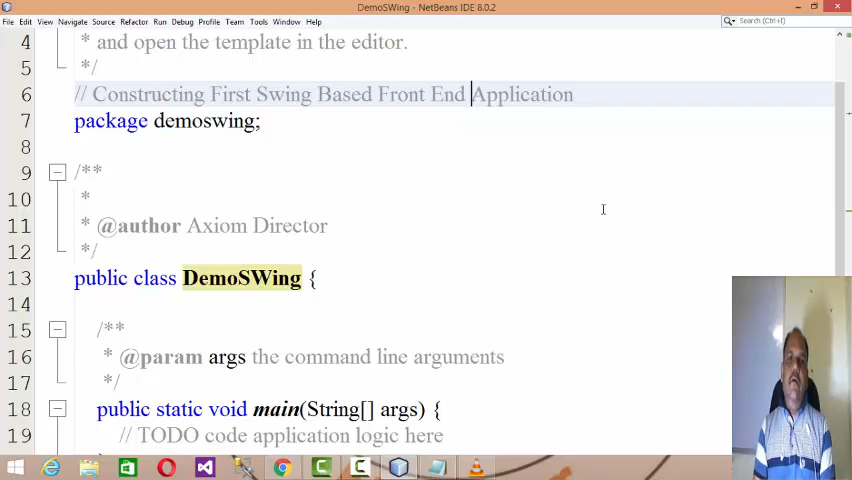 DemoSWing - NetBeans IDE 8.0.2
File Edit View Navigate Source Refactor Run Debug Profile Team Tools Window Help
Search (Ctrl+I)
4 * and open the template in the editor.
5 */
6 // Constructing First Swing Based Front End Application
7 package demoswing;
8
9 /**
10 *
11 * @author Axiom Director
12 */
13 public class DemoSWing {
14
15 /**
16 * @param args the command line arguments
17 */
18 public static void main(String[] args) {
19 // TODO code application logic here